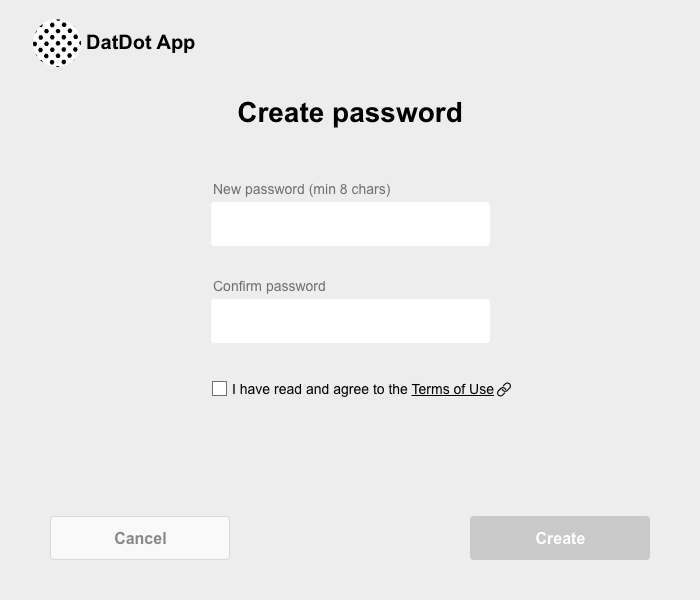 DatDot App
Create password
New password (min 8 chars)
Confirm password
I have read and agree to the Terms of Use
Cancel
Create